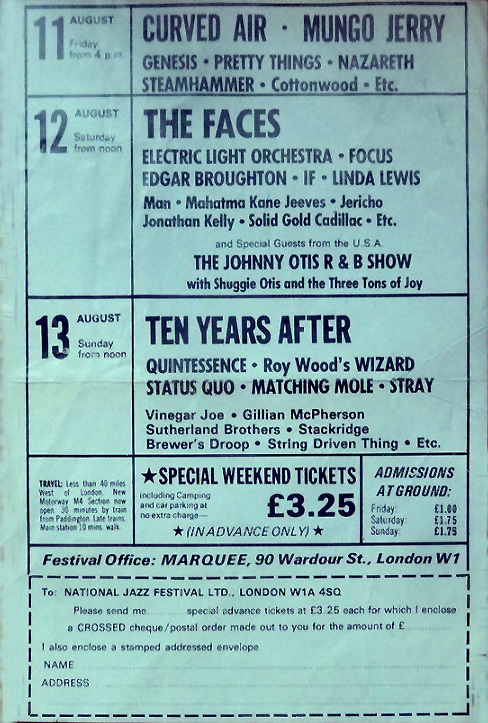 11 AUGUST
Friday
from 4 p.m.
CURVED AIR · MUNGO JERRY
GENESIS • PRETTY THINGS • NAZARETH
STEAMHAMMER • Cottonwood • Etc.
12 AUGUST
Saturday
from noon
THE FACES
ELECTRIC LIGHT ORCHESTRA • FOCUS
EDGAR BROUGHTON • IF • LINDA LEWIS
Man • Mahatma Kane Jeeves • Jericho
Jonathan Kelly • Solid Gold Cadillac • Etc.
and Special Guests from the U.S.A.
THE JOHNNY OTIS R & B SHOW
with Shuggie Otis and the Three Tons of Joy
13 AUGUST
Sunday
from noon
TEN YEARS AFTER
QUINTESSENCE • Roy Wood's WIZARD
STATUS QUO • MATCHING MOLE • STRAY
Vinegar Joe • Gillian McPherson
Sutherland Brothers • Stackridge
Brewer's Droop • String Driven Thing • Etc.
TRAVEL: Less than 40 miles
West of London. New
Motorway M4 Section now
open. 30 minutes by train
from Paddington. Late trains.
Main station 10 mins. walk.
★SPECIAL WEEKEND TICKETS
including Camping
and car parking at
no extra charge—
£3.25
★(IN ADVANCE ONLY)★
ADMISSIONS
AT GROUND:
Friday: £1.00
Saturday: £1.75
Sunday: £1.75
Festival Office: MARQUEE, 90 Wardour St., London W1
To: NATIONAL JAZZ FESTIVAL LTD., LONDON W1A 4SQ
Please send me special advance tickets at £3.25 each for which I enclose
a CROSSED cheque/postal order made out to you for the amount of £
I also enclose a stamped addressed envelope
NAME
ADDRESS